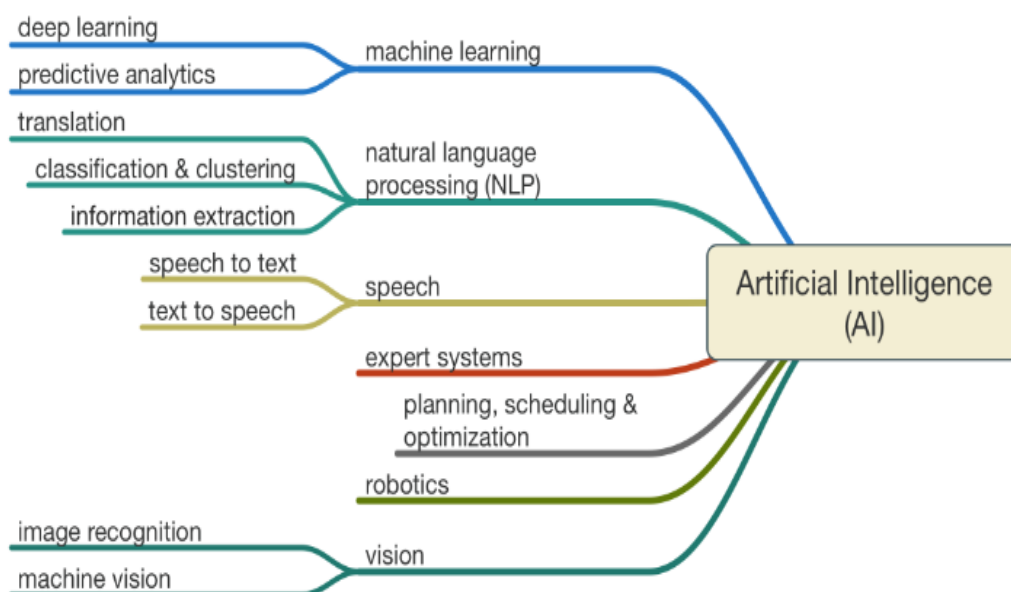 deep learning
predictive analytics
machine learning
translation
classification & clustering
information extraction
natural language
processing (NLP)
speech to text
text to speech
speech
expert systems
planning, scheduling &
optimization
robotics
image recognition
machine vision
vision
Artificial Intelligence
(AI)